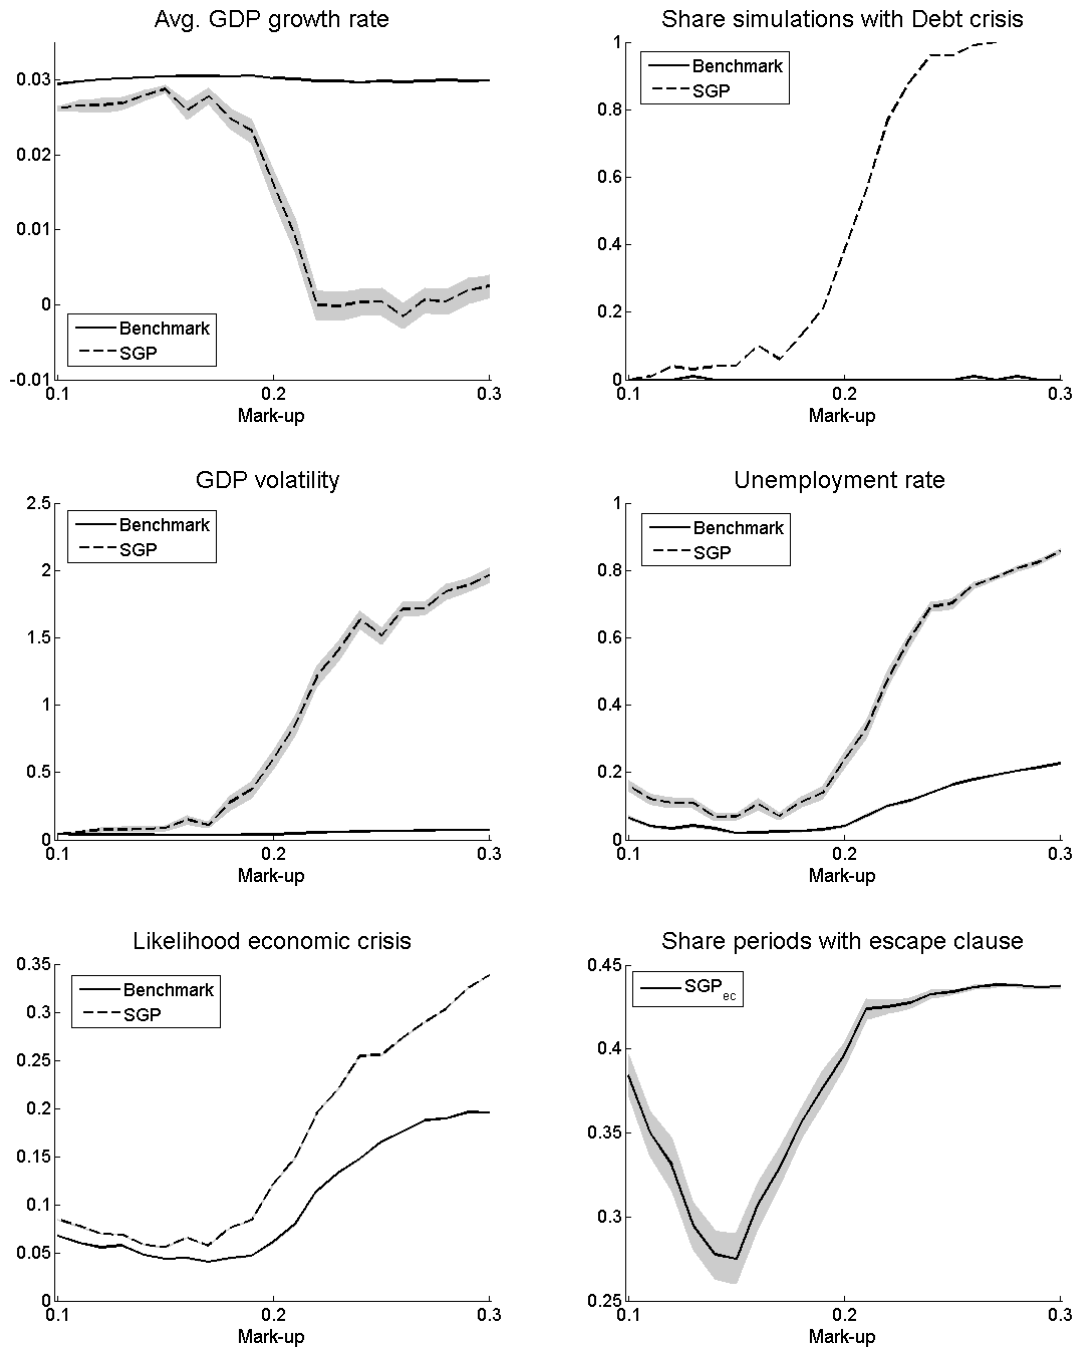 Avg. GDP growth rate
0.03
0.02
0.01
0
-0.01
Benchmark
SGP
0.1
0.2
0.3
Mark-up
Share simulations with Debt crisis
1
0.8
0.6
0.4
0.2
0
Benchmark
SGP
0.1
0.2
0.3
Mark-up
GDP volatility
2.5
2
1.5
1
0.5
0
Benchmark
SGP
0.1
0.2
0.3
Mark-up
Unemployment rate
1
0.8
0.6
0.4
0.2
0
Benchmark
SGP
0.1
0.2
0.3
Mark-up
Likelihood economic crisis
0.35
0.3
0.25
0.2
0.15
0.1
0.05
0
Benchmark
SGP
0.1
0.2
0.3
Mark-up
Share periods with escape clause
0.45
0.4
0.35
0.3
0.25
SGPec
0.1
0.2
0.3
Mark-up